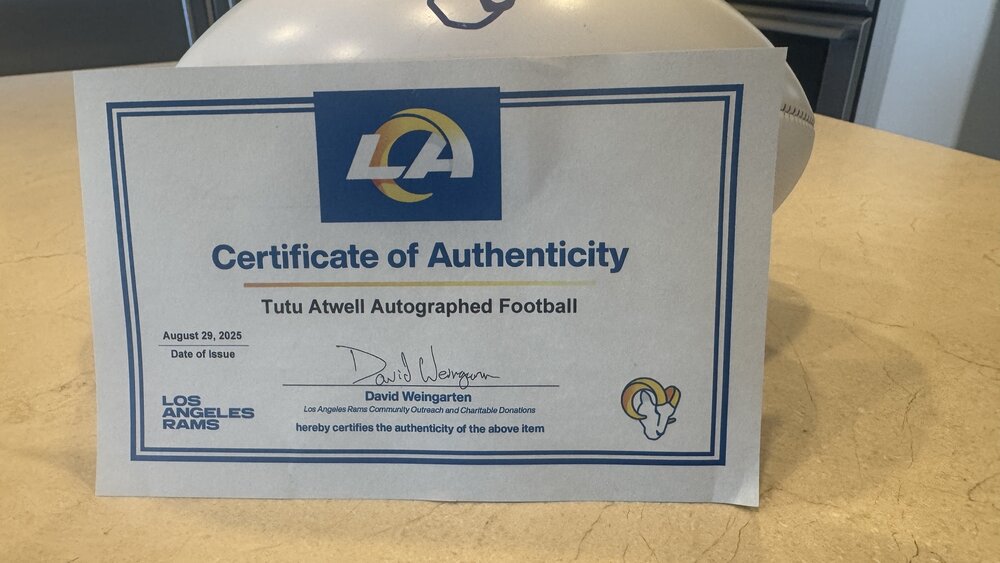 LA
Certificate of Authenticity
Tutu Atwell Autographed Football
August 29, 2025
Date of Issue
David Weingarten
David Weingarten
Los Angeles Rams Community Outreach and Charitable Donations
hereby certifies the authenticity of the above item
LOS
ANGELES
RAMS